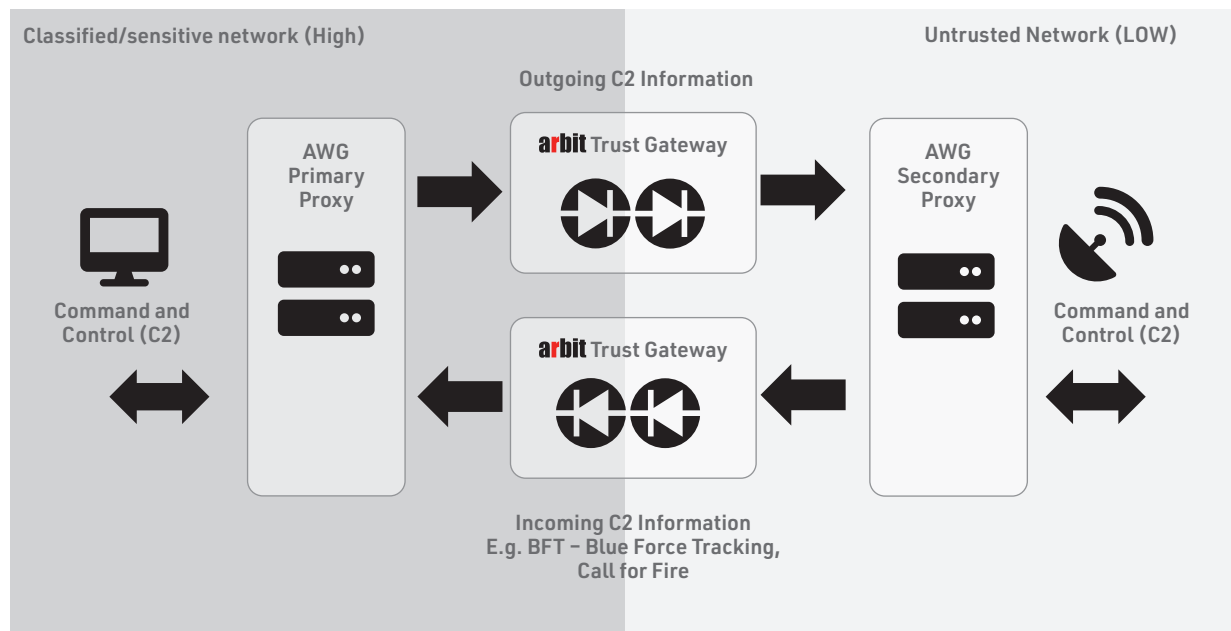 Classified/sensitive network (High)
Untrusted Network (LOW)
Outgoing C2 Information
AWG
Primary
Proxy
arbit Trust Gateway
AWG
Secondary
Proxy
Command and
Control (C2)
Command and
Control (C2)
arbit Trust Gateway
Incoming C2 Information
E.g. BFT – Blue Force Tracking,
Call for Fire